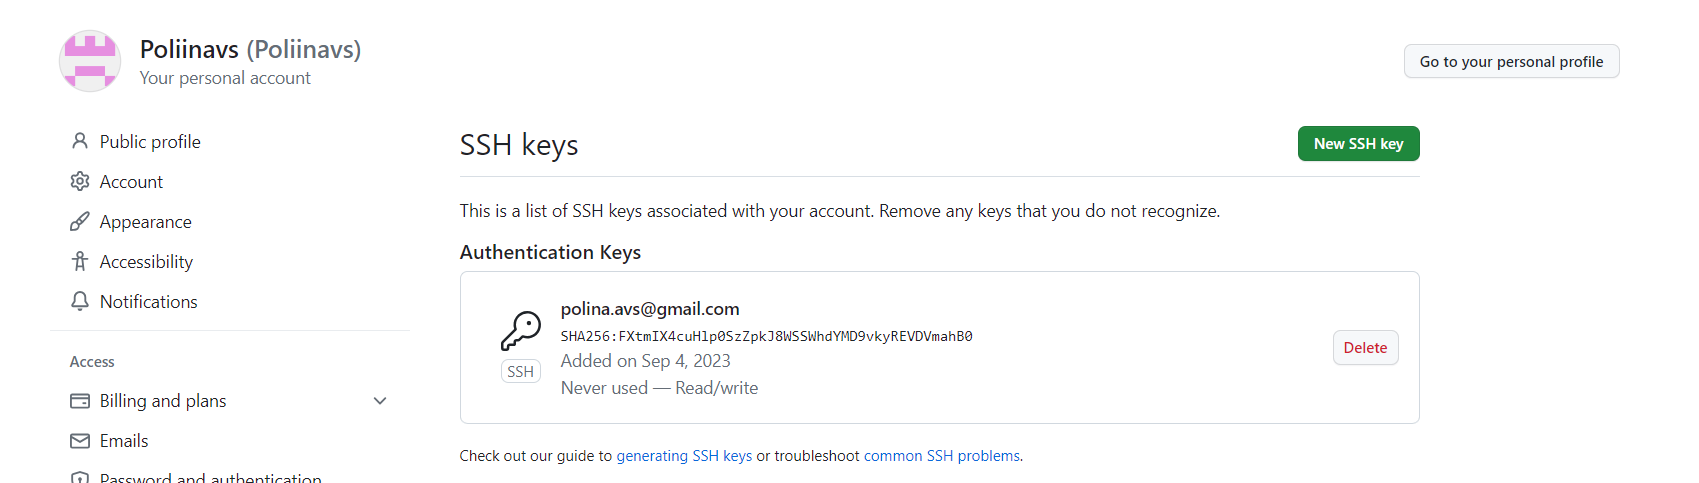 Poliinavs (Poliinavs)
Your personal account
Go to your personal profile
Public profile
Account
Appearance
Accessibility
Notifications
Access
Billing and plans
Emails
Password and authentication
SSH keys
New SSH key
This is a list of SSH keys associated with your account. Remove any keys that you do not recognize.
Authentication Keys
polina.avs@gmail.com
SHA256:FXtmIX4cuHlp0SzZpkJ8WSSWhdYMD9vkyREVDVmahB0
Added on Sep 4, 2023
Never used — Read/write
SSH
Delete
Check out our guide to generating SSH keys or troubleshoot common SSH problems.